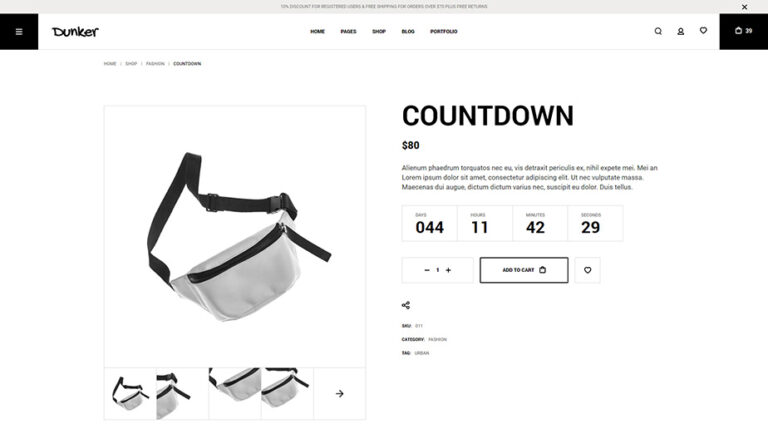 10% DISCOUNT FOR REGISTERED USERS & FREE SHIPPING FOR ORDERS OVER $75 PLUS FREE RETURNS
Dunker
HOME PAGES SHOP BLOG PORTFOLIO
39
HOME | SHOP | FASHION | COUNTDOWN
COUNTDOWN
$80
Alienum phaedrum torquatos nec eu, vis detraxit periculis ex, nihil expete mei. Mei an
Lorem ipsum dolor sit amet, consectetur adipiscing elit. Ut nec vulputate massa.
Maecenas dui augue, dictum dictum varius nec, suscipit eu dolor. Duis tellus.
DAYS HOURS MINUTES SECONDS
044 11 42 29
1
ADD TO CART
SKU: 011
CATEGORY: FASHION
TAG: URBAN